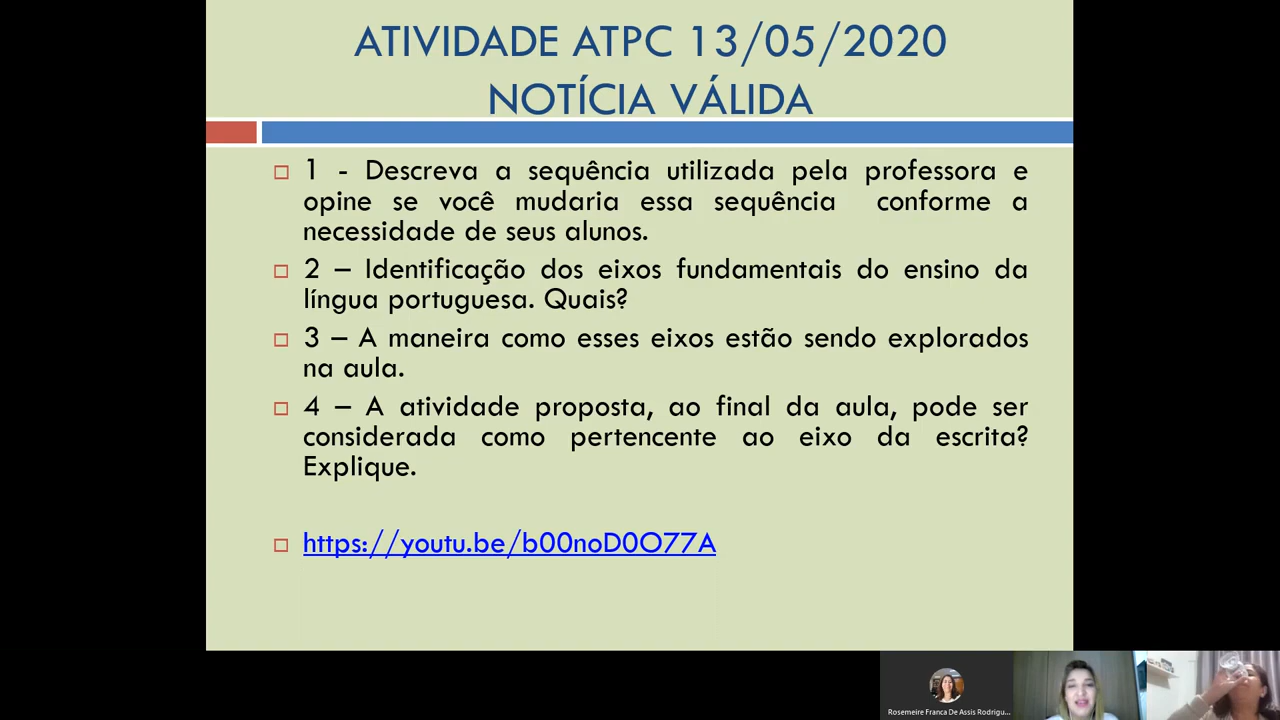 ATIVIDADE ATPC 13/05/2020
NOTÍCIA VÁLIDA
1 - Descreva a sequência utilizada pela professora e
opine se você mudaria essa sequência conforme a
necessidade de seus alunos.
2 – Identificação dos eixos fundamentais do ensino da
língua portuguesa. Quais?
3 – A maneira como esses eixos estão sendo explorados
na aula.
4 – A atividade proposta, ao final da aula, pode ser
considerada como pertencente ao eixo da escrita?
Explique.
https://youtu.be/b00noD0O77A
Rosemeire Franca De Assis Rodrigu...